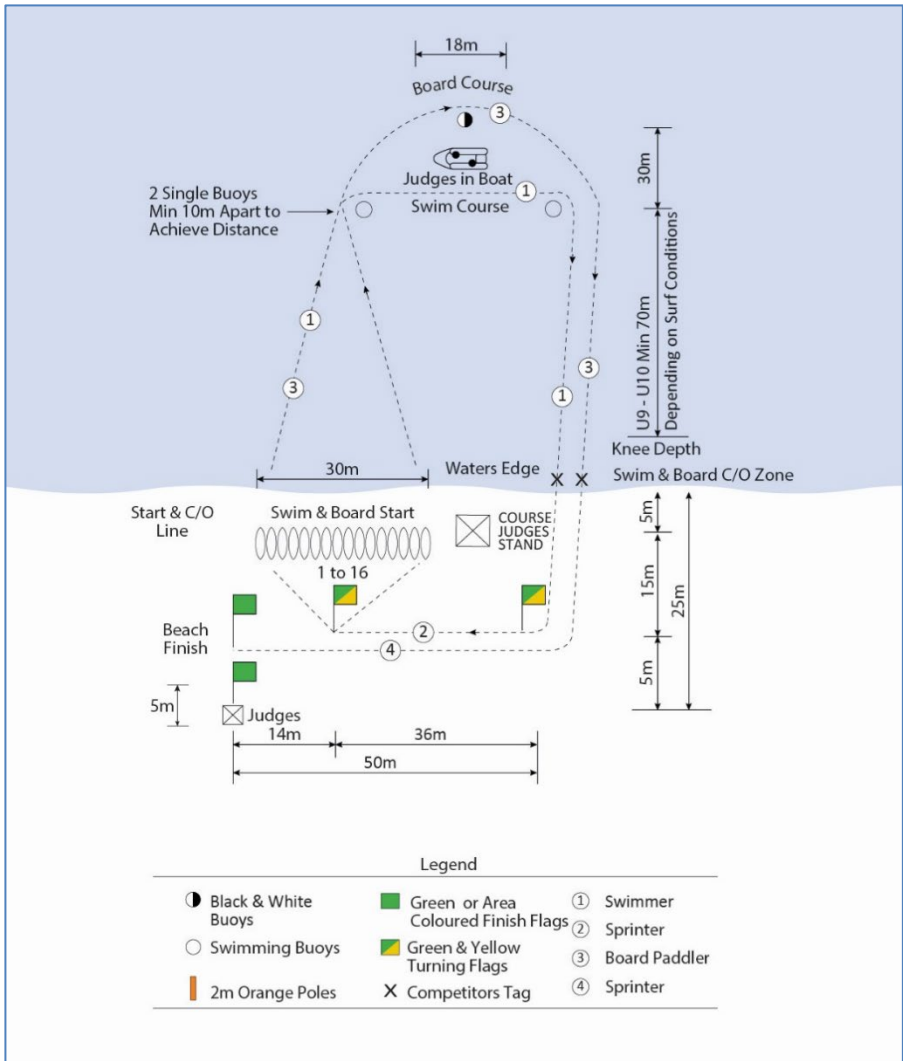 18m
Board Course
3
30m
Judges in Boat
1
Swim Course
2 Single Buoys
Min 10m Apart to
Achieve Distance
1
3
U9 - U10 Min 70m
Depending on Surf Conditions
3
1
Knee Depth
30m
Waters Edge
Swim & Board C/O Zone
Start & C/O
Line
Swim & Board Start
COURSE
JUDGES
STAND
5m
1 to 16
15m
25m
Beach
Finish
2
4
5m
5m
Judges
14m
36m
50m
Legend
Black & White
Buoys
Green or Area
Coloured Finish Flags
1 Swimmer
2 Sprinter
Swimming Buoys
Green & Yellow
Turning Flags
3 Board Paddler
2m Orange Poles
X Competitors Tag
4 Sprinter